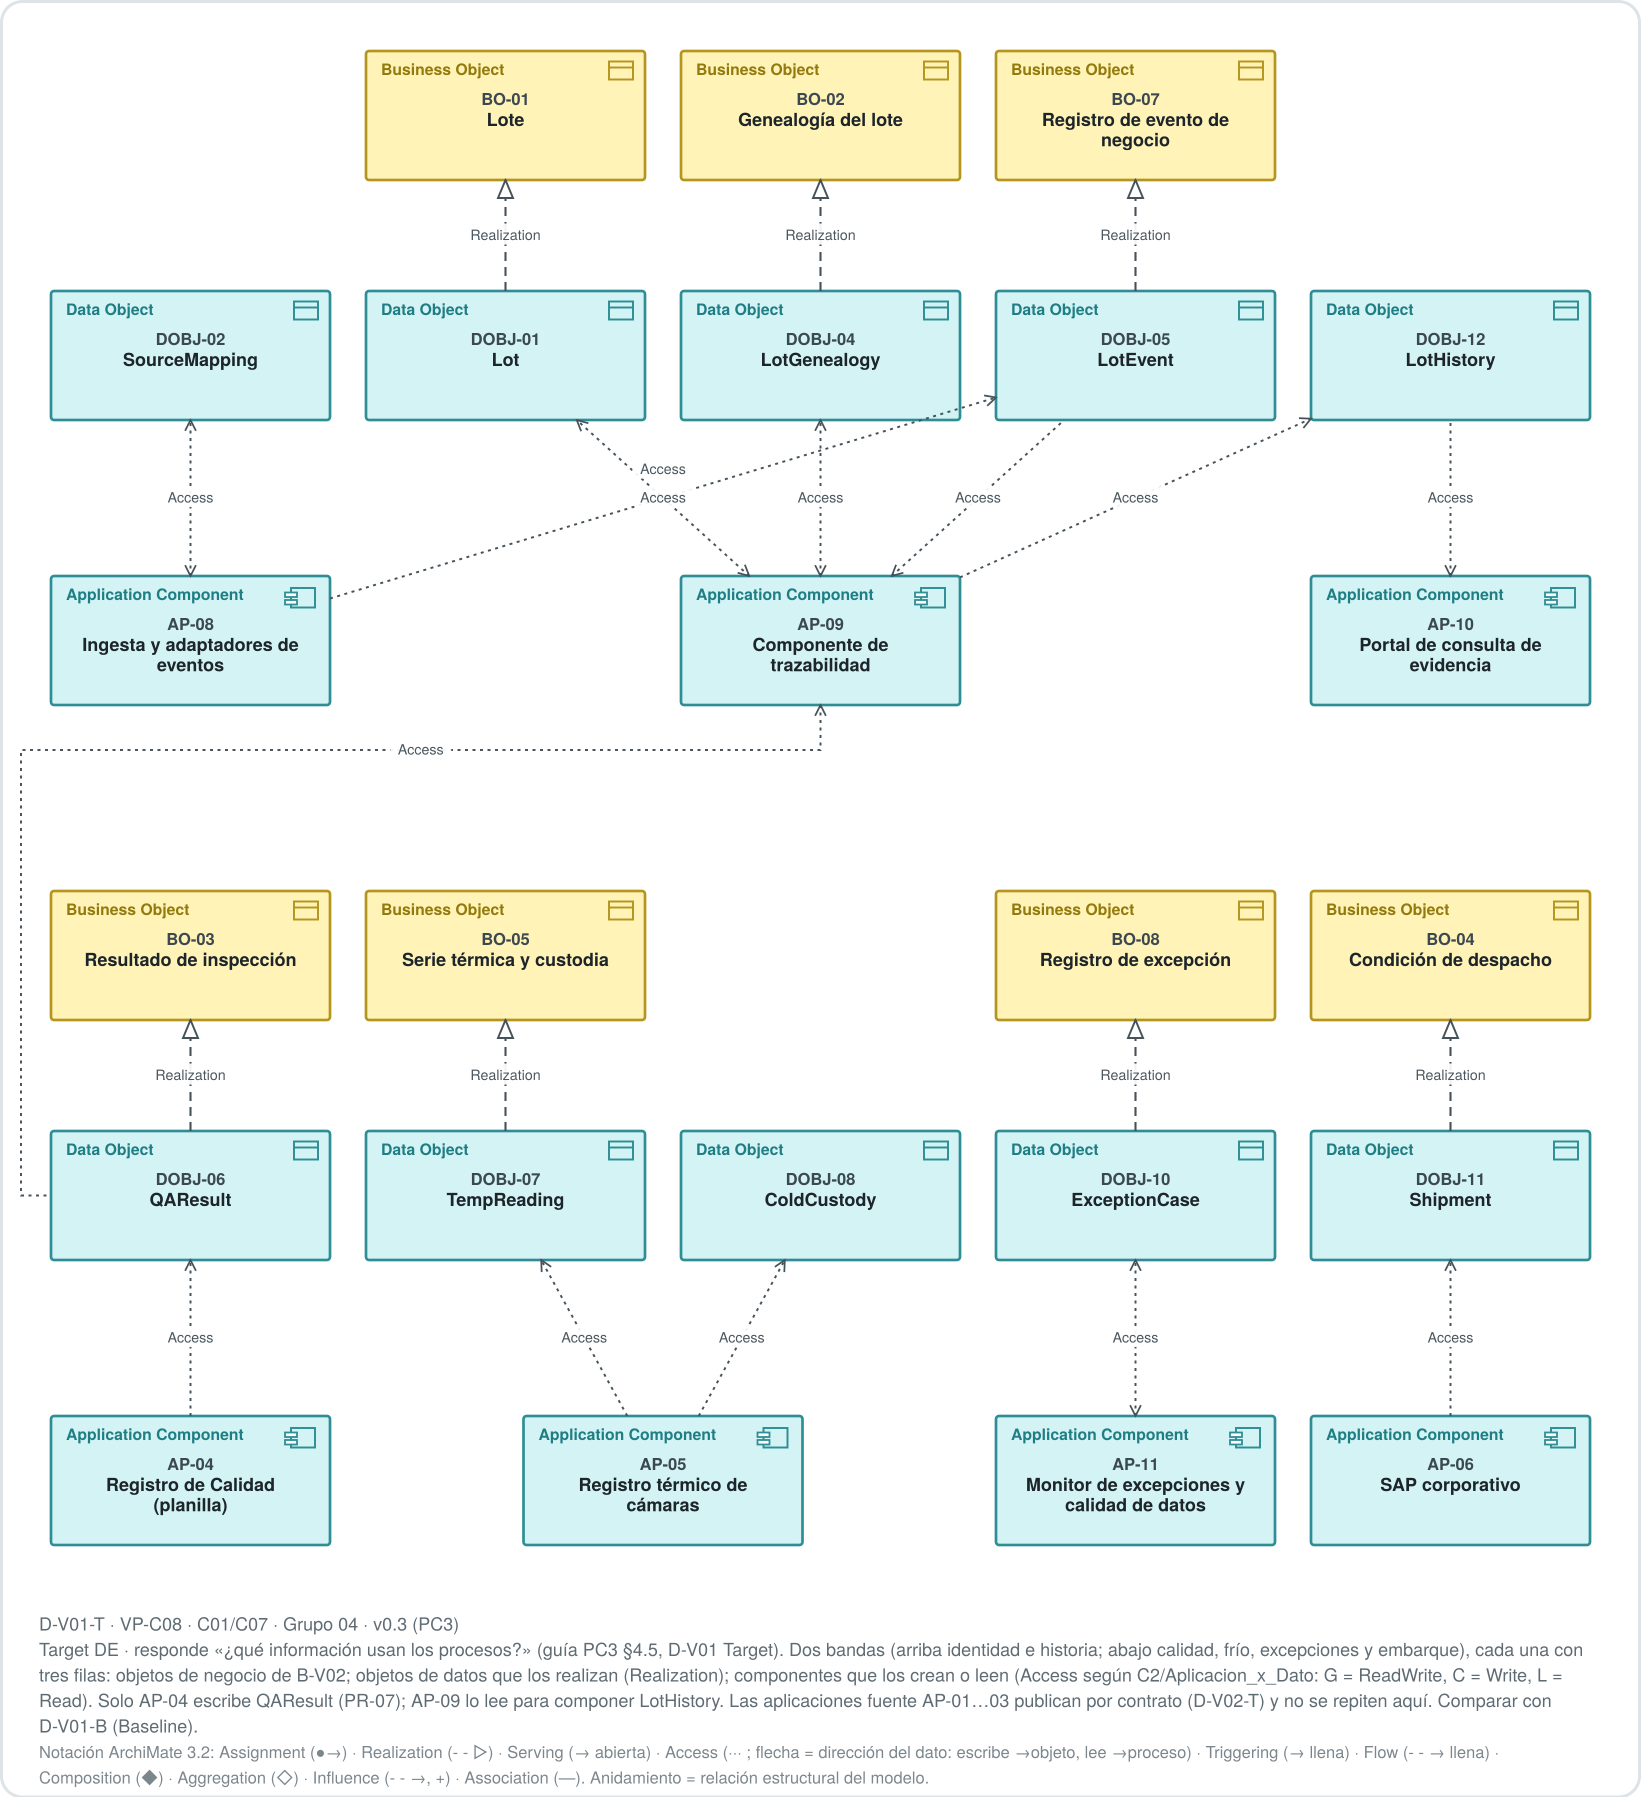 Business Object
BO-01
Lote
Business Object
BO-02
Genealogía del lote
Business Object
BO-07
Registro de evento de
negocio
Realization
Realization
Realization
Data Object
DOBJ-02
SourceMapping
Data Object
DOBJ-01
Lot
Data Object
DOBJ-04
LotGenealogy
Data Object
DOBJ-05
LotEvent
Data Object
DOBJ-12
LotHistory
Access
Access
Access
Access
Access
Access
Access
Application Component
AP-08
Ingesta y adaptadores de
eventos
Application Component
AP-09
Componente de
trazabilidad
Application Component
AP-10
Portal de consulta de
evidencia
Access
Business Object
BO-03
Resultado de inspección
Business Object
BO-05
Serie térmica y custodia
Business Object
BO-08
Registro de excepción
Business Object
BO-04
Condición de despacho
Realization
Realization
Realization
Realization
Data Object
DOBJ-06
QAResult
Data Object
DOBJ-07
TempReading
Data Object
DOBJ-08
ColdCustody
Data Object
DOBJ-10
ExceptionCase
Data Object
DOBJ-11
Shipment
Access
Access
Access
Access
Access
Application Component
AP-04
Registro de Calidad
(planilla)
Application Component
AP-05
Registro térmico de
cámaras
Application Component
AP-11
Monitor de excepciones y
calidad de datos
Application Component
AP-06
SAP corporativo
D-V01-T · VP-C08 · C01/C07 · Grupo 04 · v0.3 (PC3)
Target DE · responde «¿qué información usan los procesos?» (guía PC3 §4.5, D-V01 Target). Dos bandas (arriba identidad e historia; abajo calidad, frío, excepciones y embarque), cada una con
tres filas: objetos de negocio de B-V02; objetos de datos que los realizan (Realization); componentes que los crean o leen (Access según C2/Aplicacion_x_Dato: G = ReadWrite, C = Write, L =
Read). Solo AP-04 escribe QAResult (PR-07); AP-09 lo lee para componer LotHistory. Las aplicaciones fuente AP-01…03 publican por contrato (D-V02-T) y no se repiten aquí. Comparar con
D-V01-B (Baseline).
Notación ArchiMate 3.2: Assignment (●→) · Realization (- - ▷) · Serving (→ abierta) · Access (··· ; flecha = dirección del dato: escribe →objeto, lee →proceso) · Triggering (→ llena) · Flow (- - → llena) ·
Composition (◆) · Aggregation (◇) · Influence (- - →, +) · Association (—). Anidamiento = relación estructural del modelo.